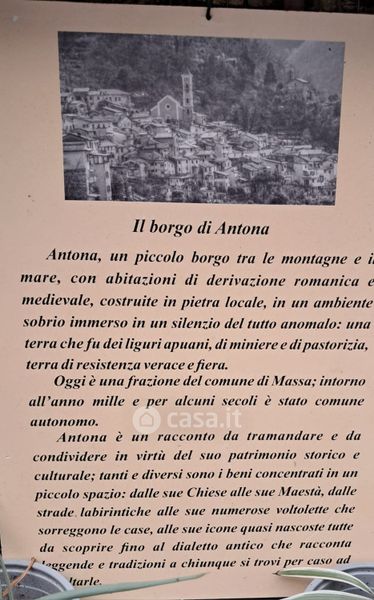 Il borgo di Antona
Antona, un piccolo borgo tra le montagne e il
mare, con abitazioni di derivazione romanica e
medievale, costruite in pietra locale, in un ambiente
sobrio immerso in un silenzio del tutto anomalo: una
terra che fu dei liguri apuani, di miniere e di pastorizia,
terra di resistenza verace e fiera.
Oggi è una frazione del comune di Massa; intorno
all'anno mille e per alcuni secoli è stato comune
autonomo.
casa.it
Antona è un racconto da tramandare e da
condividere in virtù del suo patrimonio storico e
culturale; tanti e diversi sono i beni concentrati in un
piccolo spazio: dalle sue Chiese alle sue Maestà, dalle
strade labirintiche alle sue numerose voltolette che
sorreggono le case, alle sue icone quasi nascoste tutte
da scoprire fino al dialetto antico che racconta
leggende e tradizioni a chiunque si trovi per caso ad